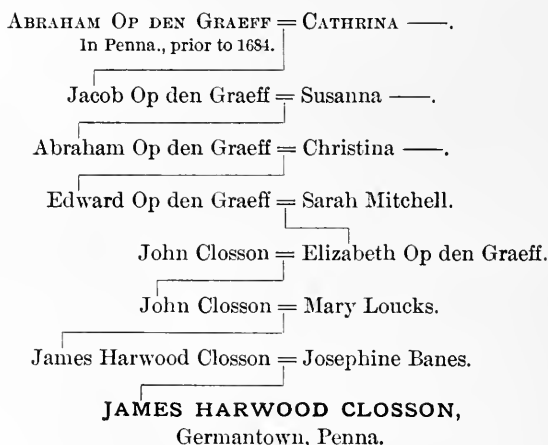 ABRAHAM OP DEN GRAEFF = CATHRINA ——.
In Penna., prior to 1684.
Jacob Op den Graeff = Susanna ——.
Abraham Op den Graeff = Christina ——.
Edward Op den Graeff = Sarah Mitchell.
John Closson = Elizabeth Op den Graeff.
John Closson = Mary Loucks.
James Harwood Closson = Josephine Banes.
JAMES HARWOOD CLOSSON,
Germantown, Penna.